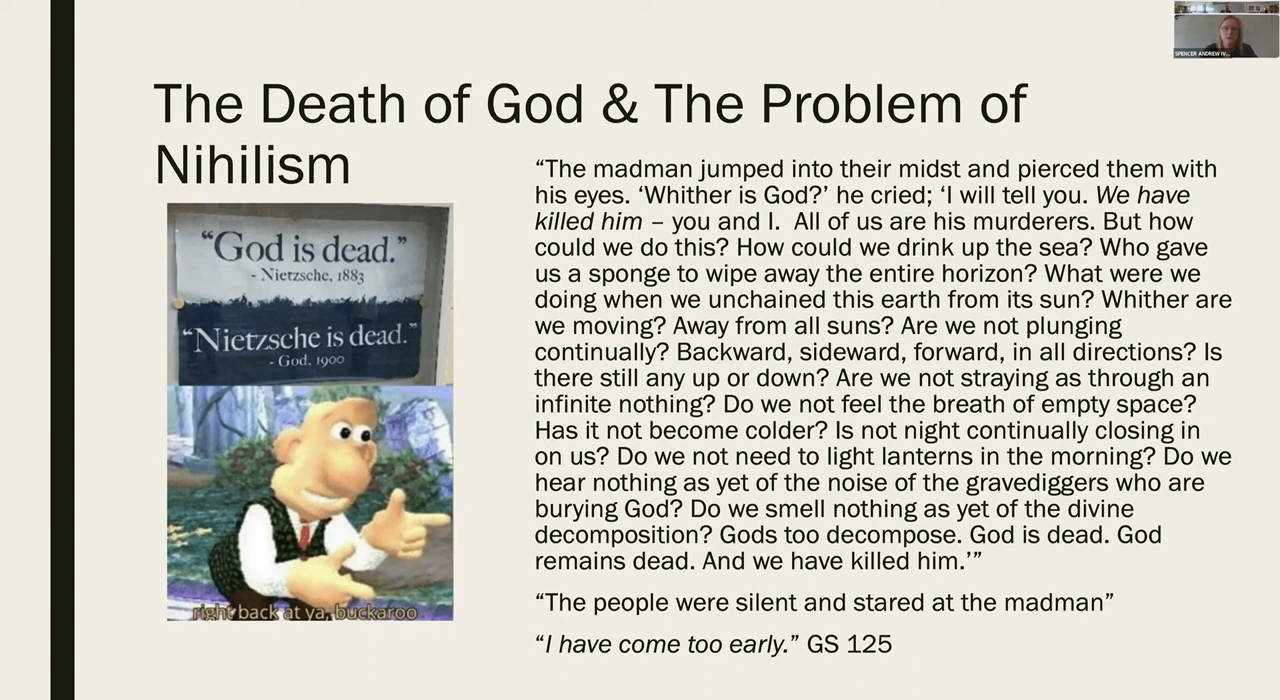 SPENCER ANDREW IV...
The Death of God & The Problem of
Nihilism
“God is dead.”
- Nietzsche, 1883
“Nietzsche is dead.”
- God, 1900
right back at ya, buckaroo
“The madman jumped into their midst and pierced them with
his eyes. ‘Whither is God?’ he cried; ‘I will tell you. We have
killed him – you and I.  All of us are his murderers. But how
could we do this? How could we drink up the sea? Who gave
us a sponge to wipe away the entire horizon? What were we
doing when we unchained this earth from its sun? Whither are
we moving? Away from all suns? Are we not plunging
continually? Backward, sideward, forward, in all directions? Is
there still any up or down? Are we not straying as through an
infinite nothing? Do we not feel the breath of empty space?
Has it not become colder? Is not night continually closing in
on us? Do we not need to light lanterns in the morning? Do we
hear nothing as yet of the noise of the gravediggers who are
burying God? Do we smell nothing as yet of the divine
decomposition? Gods too decompose. God is dead. God
remains dead. And we have killed him.’”
“The people were silent and stared at the madman”
“I have come too early.” GS 125